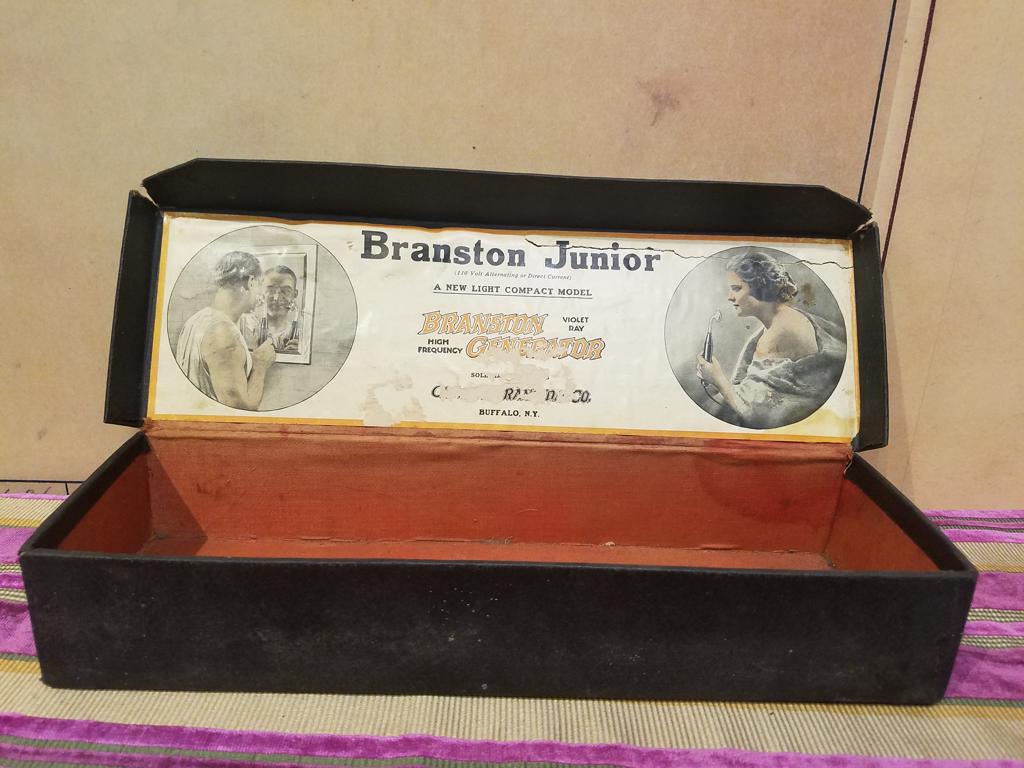 Branston Junior
(110 Volt Alternating or Direct Current)
A NEW LIGHT COMPACT MODEL
BRANSTON VIOLET RAY
HIGH FREQUENCY GENERATOR
BUFFALO, N.Y.